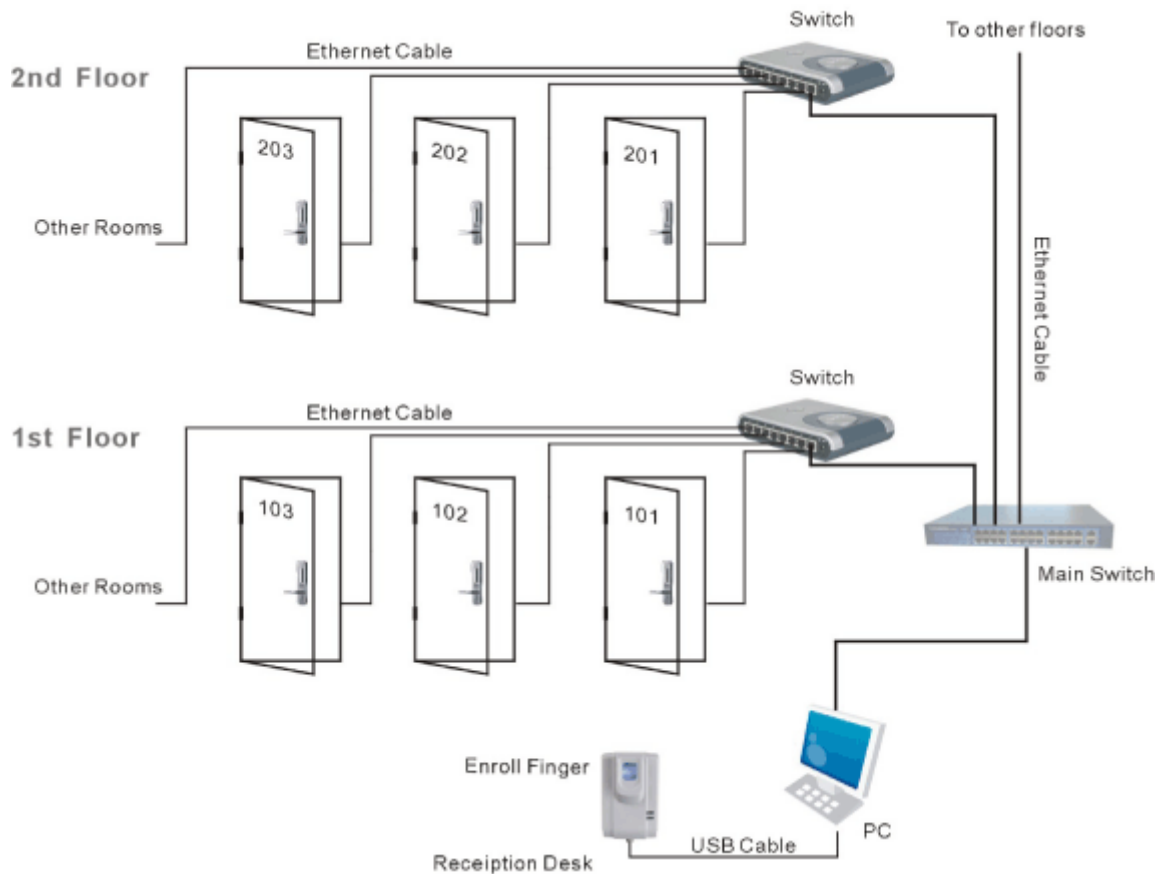 Switch
To other floors
Ethernet Cable
2nd Floor
203
202
201
Other Rooms
Ethernet Cable
Switch
Ethernet Cable
1st Floor
103
102
101
Other Rooms
Main Switch
Enroll Finger
PC
USB Cable
Receiption Desk